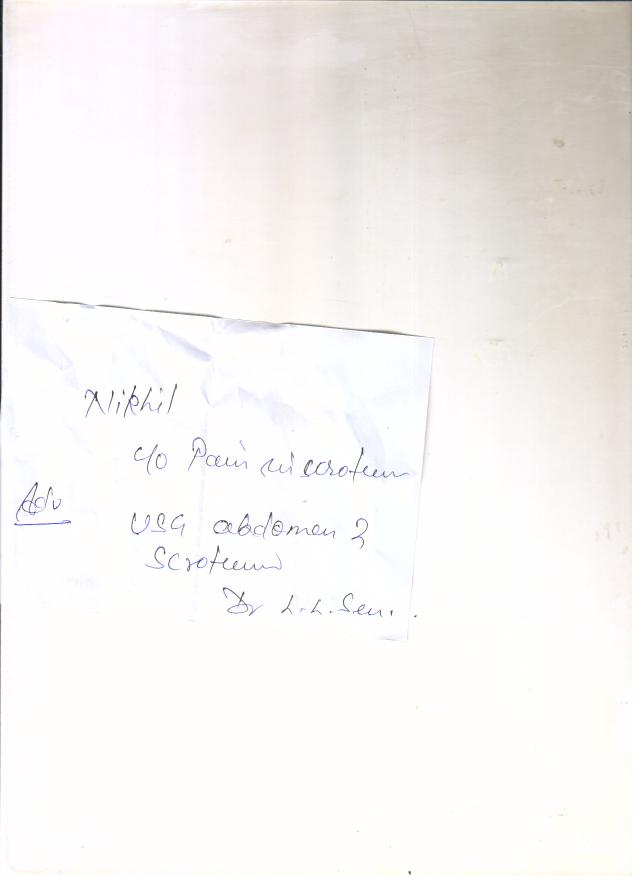 Nikhil
c/o Pain in scrotum
Adv
USG abdomen &
Scrotum
Dr L.L.Sen.